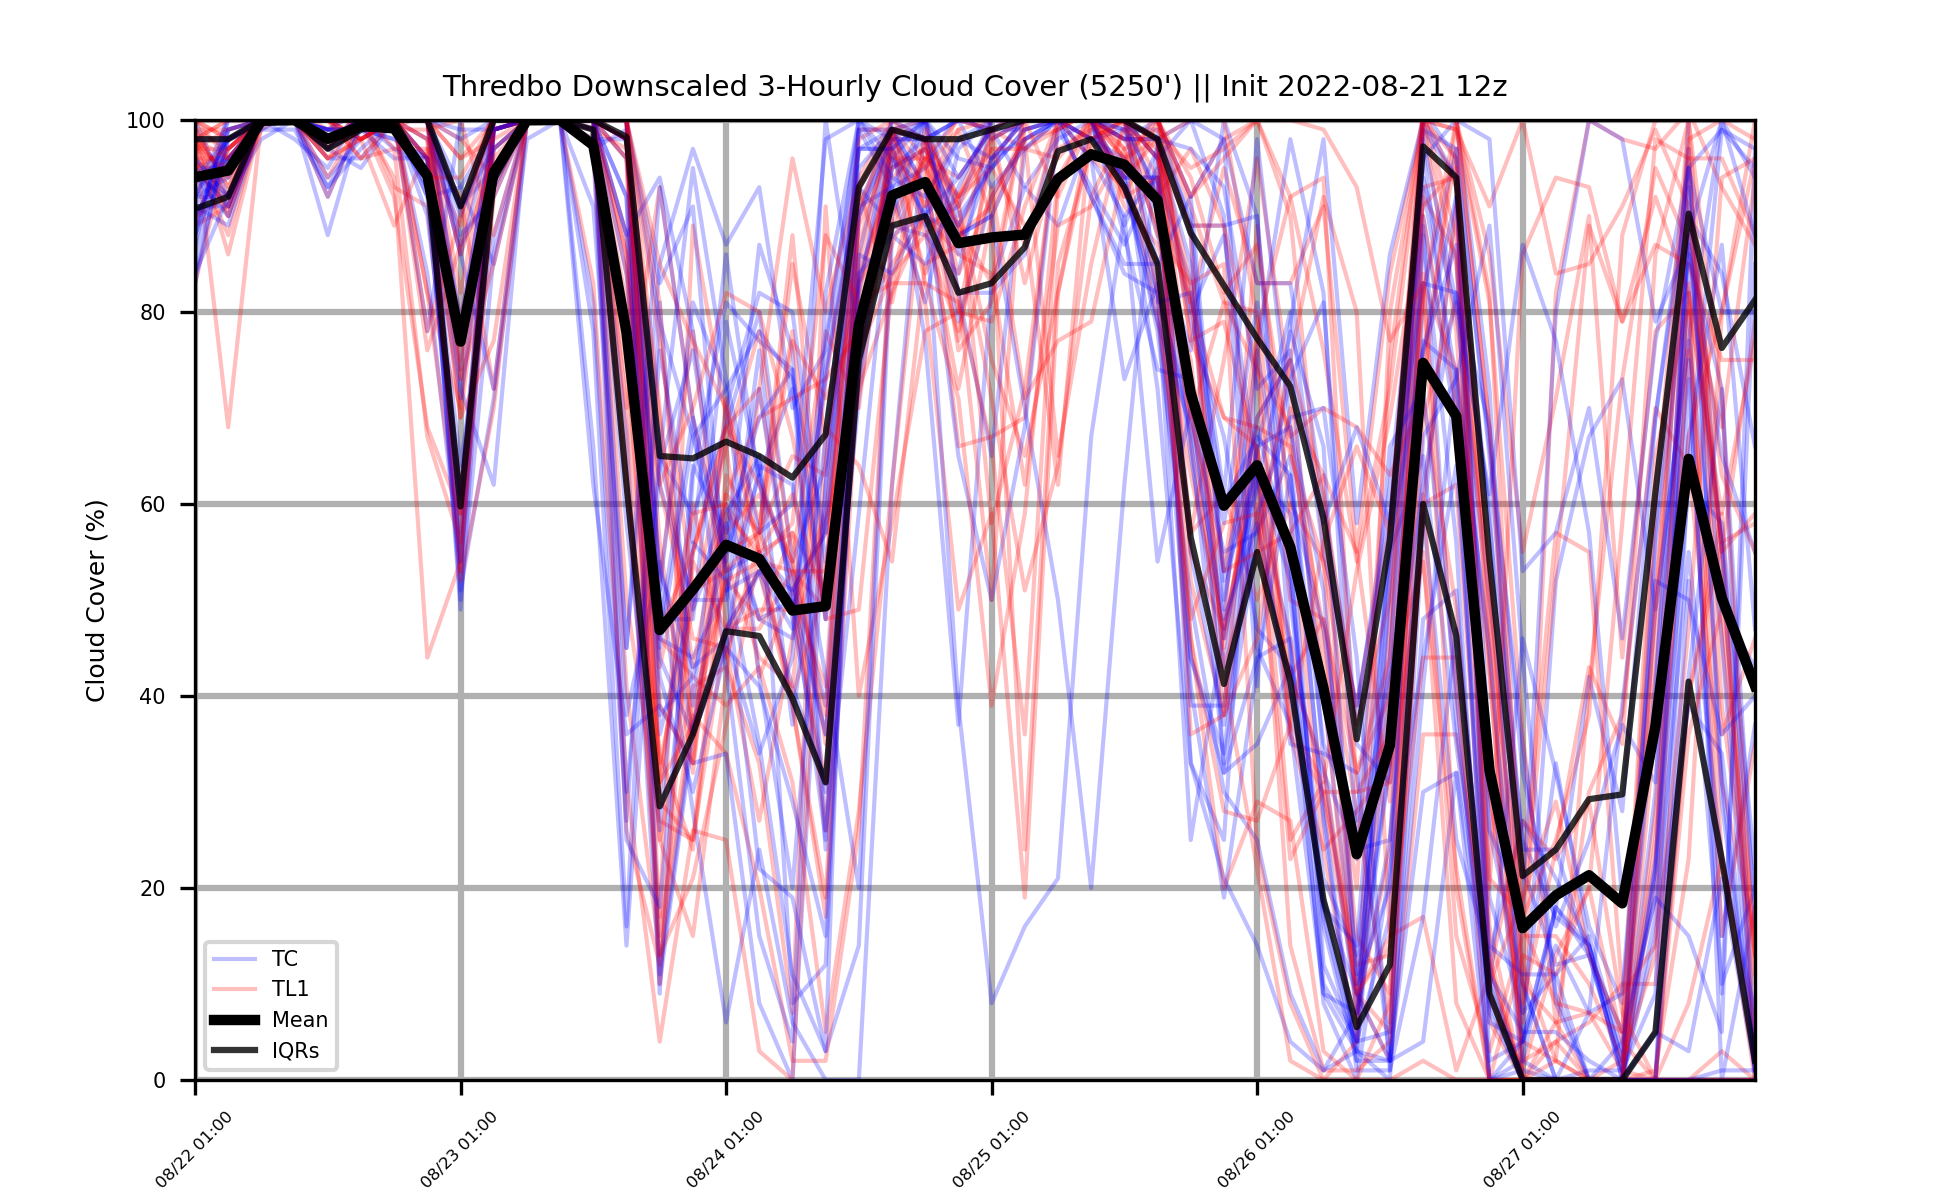 Thredbo Downscaled 3-Hourly Cloud Cover (5250') || Init 2022-08-21 12z
Cloud Cover (%)
100
80
60
40
20
0
TC
TL1
Mean
IQRs
08/22 01:00
08/23 01:00
08/24 01:00
08/25 01:00
08/26 01:00
08/27 01:00